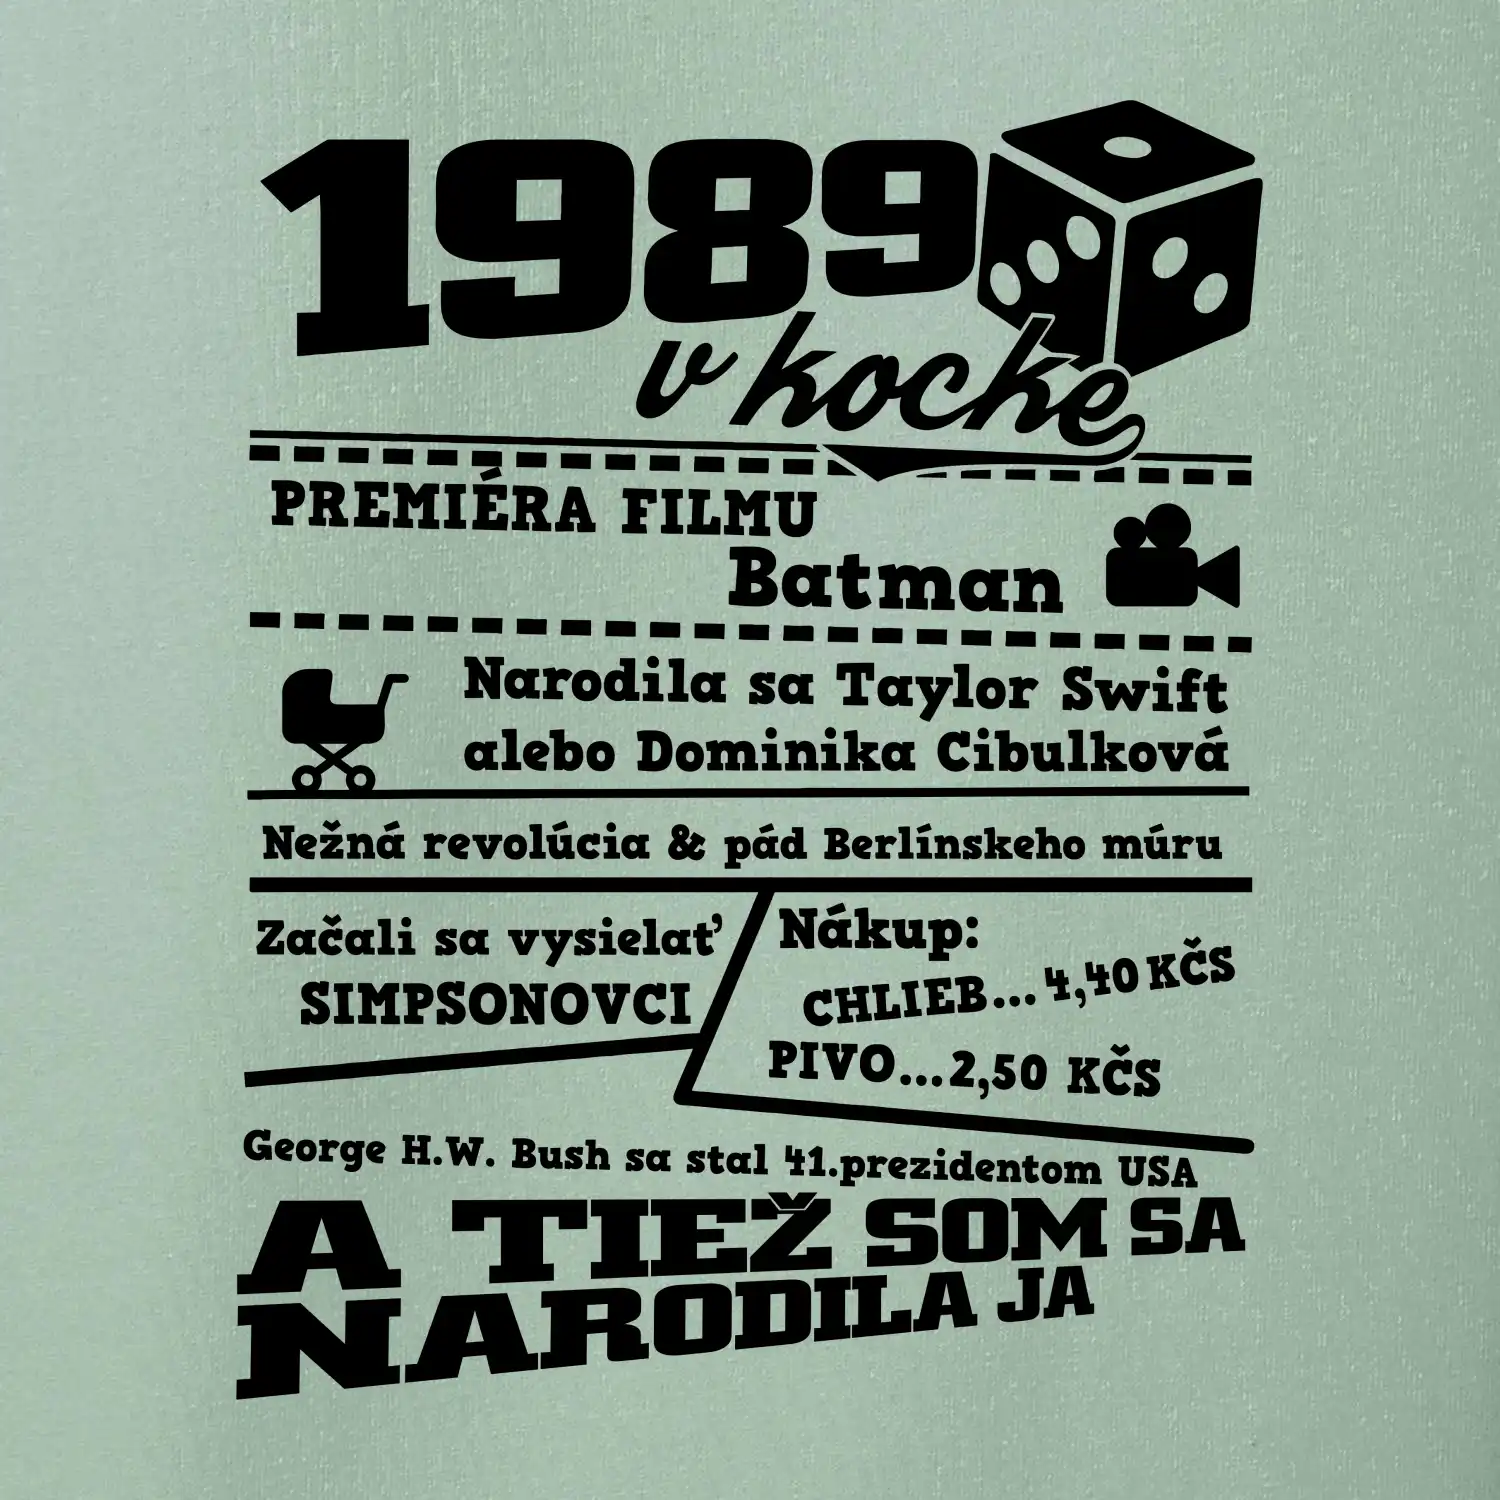 1989
v kocke
PREMIÉRA FILMU
Batman
Narodila sa Taylor Swift
alebo Dominika Cibulková
Nežná revolúcia & pád Berlínskeho múru
Začali sa vysielať
SIMPSONOVCI
Nákup:
CHLIEB...4,40 KČS
PIVO...2,50 KČS
George H.W. Bush sa stal 41.prezidentom USA
A TIEŽ SOM SA
NARODILA JA